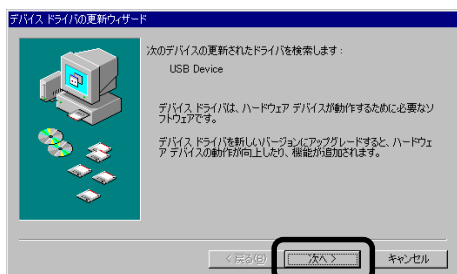 デバイス ドライバの更新ウィザード
次のデバイスの更新されたドライバを検索します :
USB Device
デバイス ドライバは、ハードウェア デバイスが動作するために必要なソ
フトウェアです。
デバイス ドライバを新しいバージョンにアップグレードすると、ハードウェ
ア デバイスの動作が向上したり、機能が追加されます。
< 戻る(B)
次へ >
キャンセル